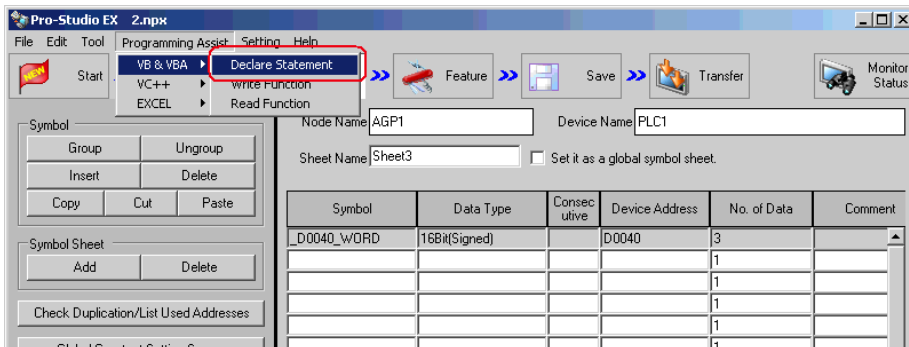 Pro-Studio EX 2.npx
File Edit Tool Programming Assist Setting Help
VB & VBA Declare Statement
VC++ Write Function
EXCEL Read Function
NEW Start Feature Save Transfer Monitor Status
Symbol
Group Ungroup
Insert Delete
Copy Cut Paste
Symbol Sheet
Add Delete
Check Duplication/List Used Addresses
Node Name AGP1 Device Name PLC1
Sheet Name Sheet3 Set it as a global symbol sheet.
Symbol Data Type Consecutive Device Address No. of Data Comment
_D0040_WORD 16Bit(Signed) D0040 3
1
1
1
1
1